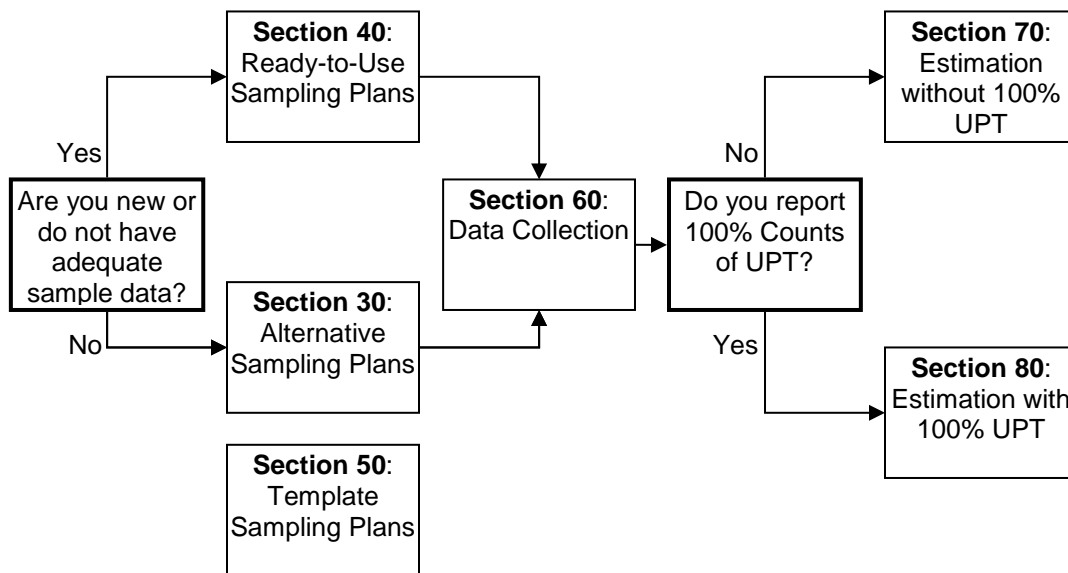 Section 40:
Ready-to-Use
Sampling Plans
Section 70:
Estimation
without 100%
UPT
Yes
No
Are you new or
do not have
adequate
sample data?
Section 60:
Data Collection
Do you report
100% Counts
of UPT?
No
Section 30:
Alternative
Sampling Plans
Yes
Section 80:
Estimation with
100% UPT
Section 50:
Template
Sampling Plans